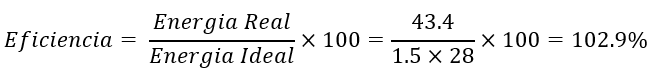 Eficiencia = Energia Real / Energia Ideal × 100 = 43.4 / 1.5 × 28 × 100 = 102.9%